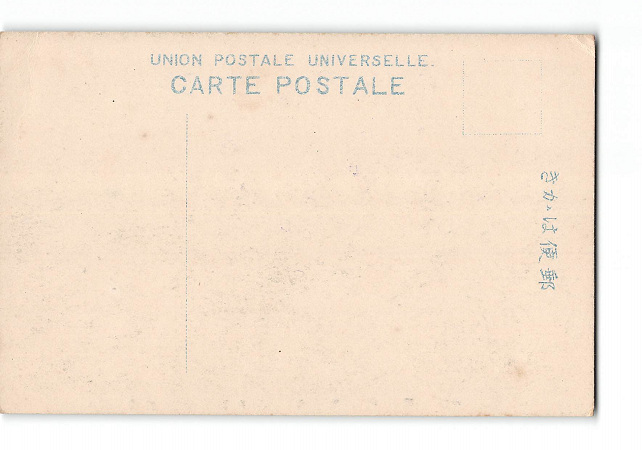 UNION POSTALE UNIVERSELLE.
CARTE POSTALE
郵便はかき